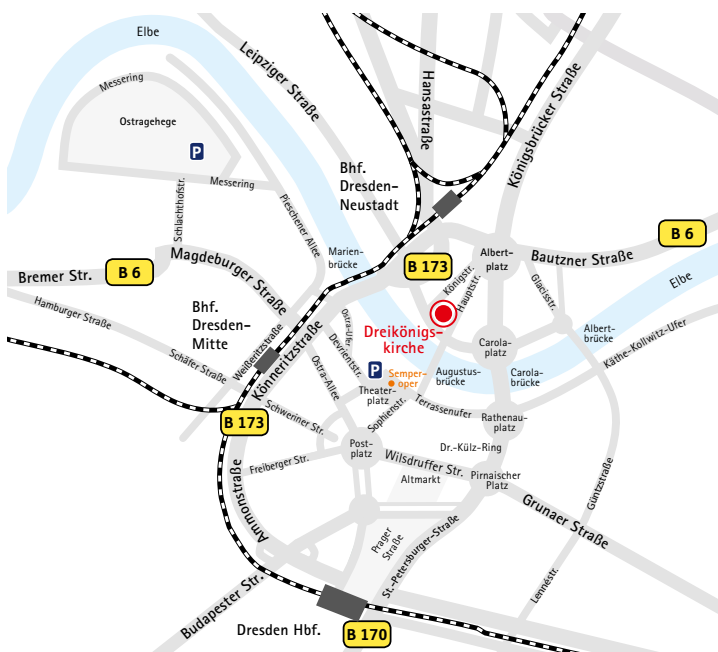 Elbe
Messering
Leipziger Straße
Hansastraße
Königsbrücker Straße
Ostragehege
P
Messering
Schlachthofstr.
Pieschener Allee
Bhf.
Dresden-
Neustadt
Marien-
brücke
B 173
Albert-
platz
Bautzner Straße
B 6
Bremer Str.
B 6
Magdeburger Straße
Königstr.
Hauptstr.
Glacisstr.
Elbe
Hamburger Straße
Bhf.
Dresden-
Mitte
Weißeritzstraße
Könneritzstraße
Ostra-Ufer
Devrientstr.
Dreikönigs-
kirche
Carola-
platz
Albert-
brücke
Käthe-Kollwitz-Ufer
Schäfer Straße
Ostra-Allee
P
Semper-
oper
Augustus-
brücke
Carola-
brücke
Theater-
platz
Terrassenufer
Sophienstr.
Rathenau-
platz
B 173
Schweriner Str.
Post-
platz
Dr.-Külz-Ring
Freiberger Str.
Wilsdruffer Str.
Altmarkt
Pirnaischer
Platz
Güntzstraße
Ammonstraße
Grunaer Straße
Prager
Straße
St.-Petersburger-Straße
Lennéstr.
Budapester Str.
Dresden Hbf.
B 170